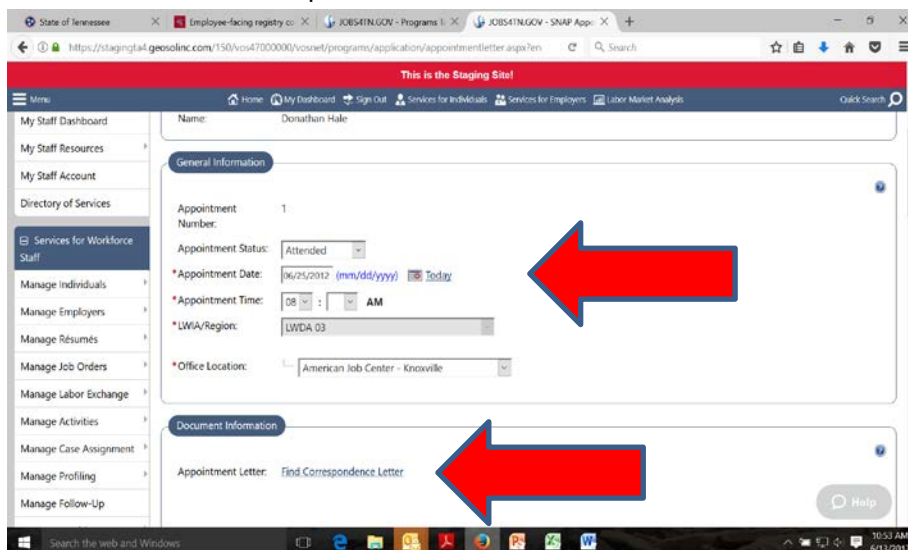 State of Tennessee
Employee-facing registry co
JOBS4TN.GOV - Programs
JOBS4TN.GOV - SNAP App
https://stagingta4.geosolinc.com/150/vos47000000/vosnet/programs/application/appointmentletter.aspx?en
Search
This is the Staging Site!
Menu Home My Dashboard Sign Out Services for Individuals Services for Employers Labor Market Analysis Quick Search
My Staff Dashboard
My Staff Resources
My Staff Account
Directory of Services
Services for Workforce
Staff
Manage Individuals
Manage Employers
Manage Résumés
Manage Job Orders
Manage Labor Exchange
Manage Activities
Manage Case Assignment
Manage Profiling
Manage Follow-Up
Name: Donathan Hale
General Information
Appointment 1
Number:
Appointment Status: Attended
*Appointment Date: 06/25/2012 (mm/dd/yyyy) Today
*Appointment Time: 08 : AM
*LWIA/Region: LWDA 03
*Office Location: American Job Center - Knoxville
Document Information
Appointment Letter: Find Correspondence Letter
Help
Search the web and Windows
10:53 AM
6/13/2017